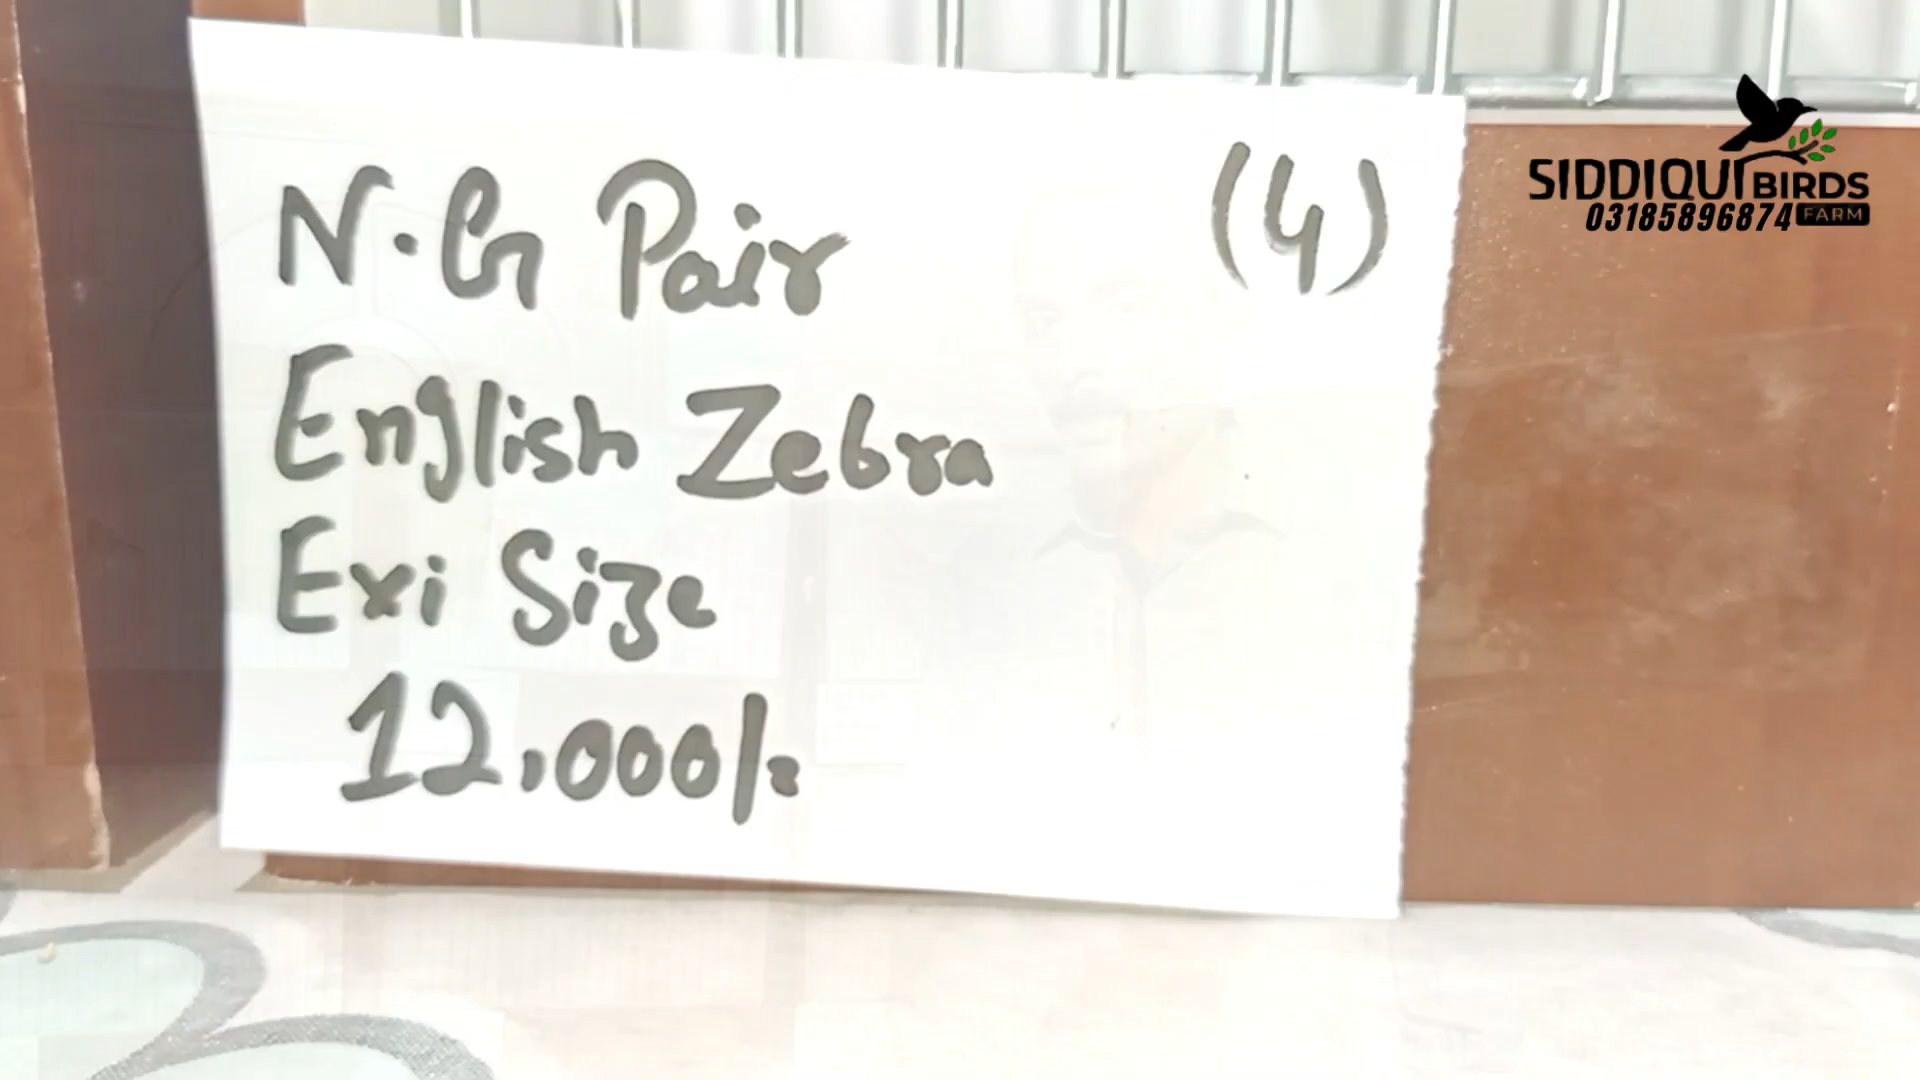 N.G Pair (4)
English Zebra
Exi Size
12,000/=
SIDDIQUI BIRDS
03185896874 FARM